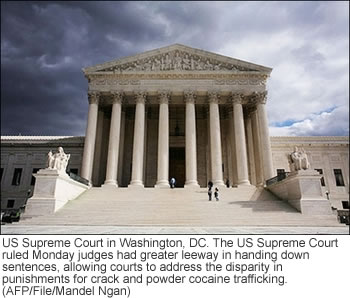 US Supreme Court in Washington, DC. The US Supreme Court
ruled Monday judges had greater leeway in handing down
sentences, allowing courts to address the disparity in
punishments for crack and powder cocaine trafficking.
(AFP/File/Mandel Ngan)